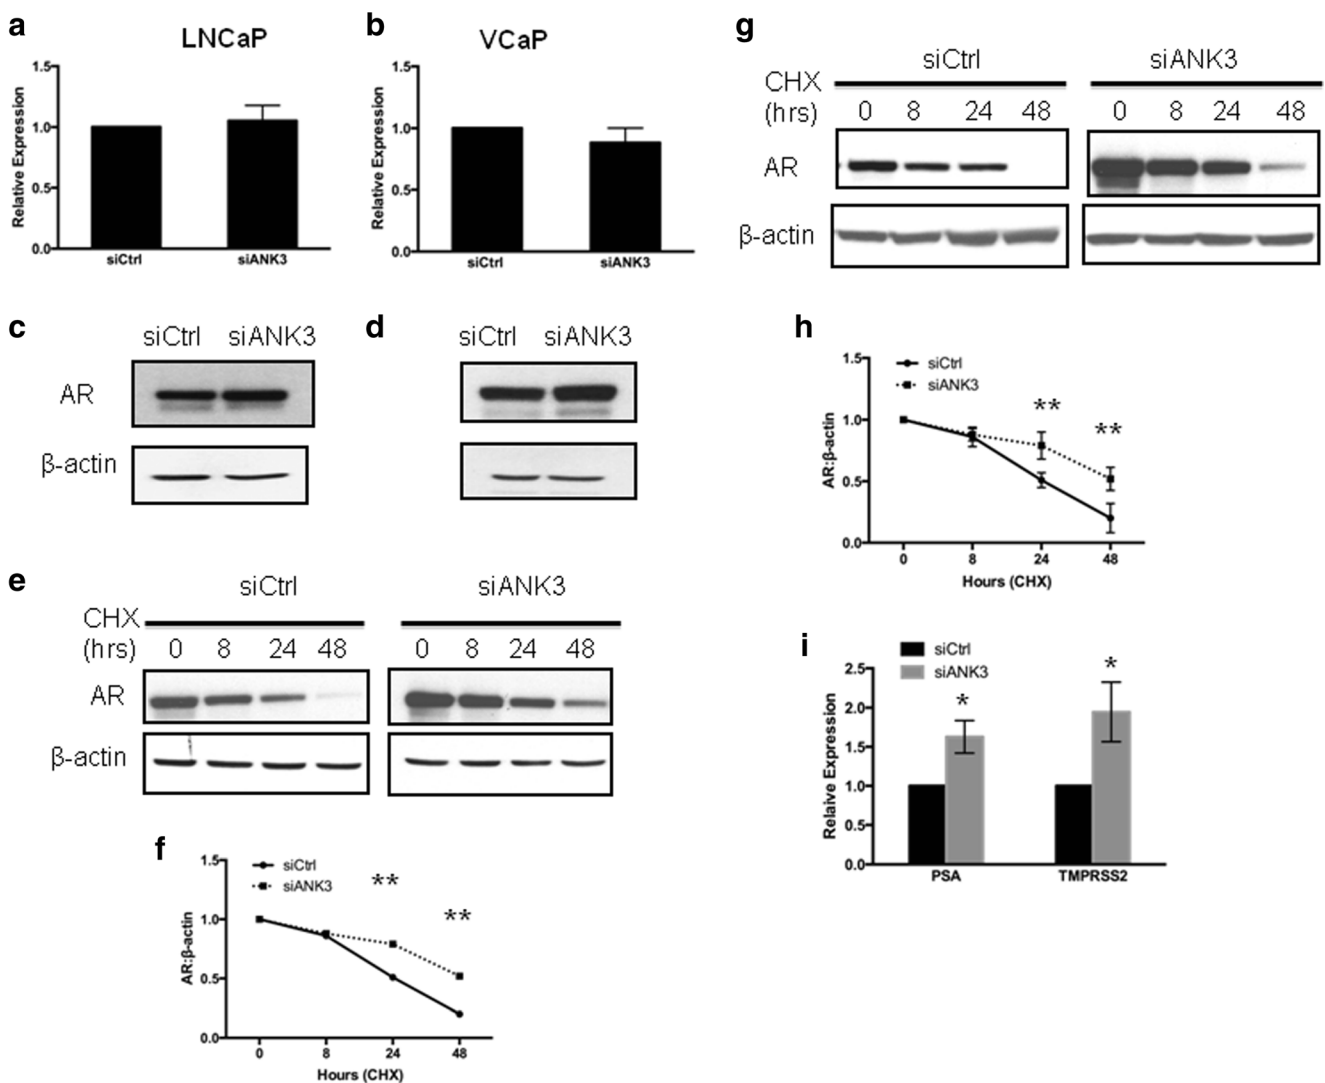 a
LNCaP
1.5
1.0
0.5
0.0
Relative Expression
siCtrl siANK3
b
VCaP
1.5
1.0
0.5
0.0
Relative Expression
siCtrl siANK3
c
siCtrl siANK3
AR
β-actin
d
siCtrl siANK3
e
siCtrl siANK3
CHX
(hrs) 0 8 24 48 0 8 24 48
AR
β-actin
f
siCtrl
siANK3
** **
1.5
1.0
0.5
0.0
AR:β-actin
0 8 24 48
Hours (CHX)
g
siCtrl siANK3
CHX
(hrs) 0 8 24 48 0 8 24 48
AR
β-actin
h
siCtrl
siANK3
** **
1.5
1.0
0.5
0.0
AR:β-actin
0 8 24 48
Hours (CHX)
i
siCtrl
siANK3
* *
2.5
2.0
1.5
1.0
0.5
0.0
Relaive Expression
PSA TMPRSS2